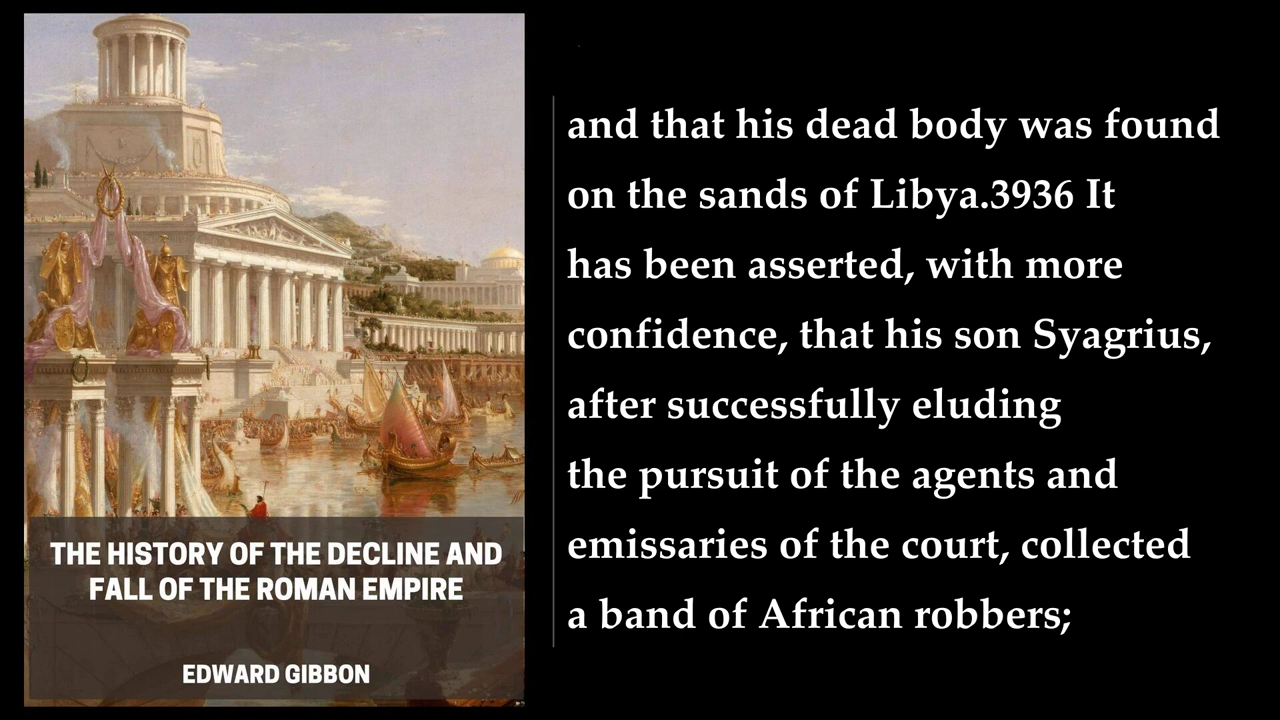 THE HISTORY OF THE DECLINE AND
FALL OF THE ROMAN EMPIRE
EDWARD GIBBON
and that his dead body was found
on the sands of Libya.3936 It
has been asserted, with more
confidence, that his son Syagrius,
after successfully eluding
the pursuit of the agents and
emissaries of the court, collected
a band of African robbers;